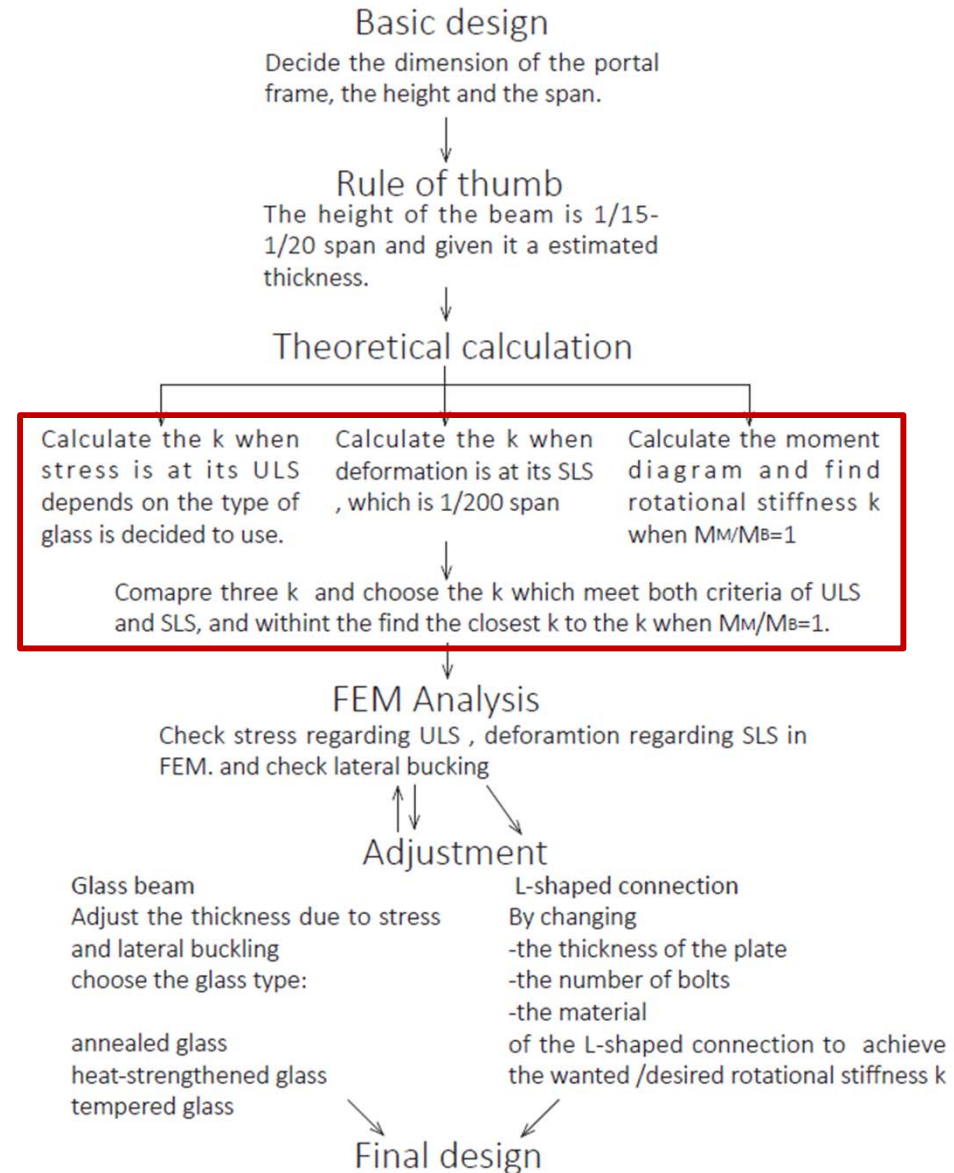 Basic design
Decide the dimension of the portal
frame, the height and the span.
Rule of thumb
The height of the beam is 1/15-
1/20 span and given it a estimated
thickness.
Theoretical calculation
Calculate the k when
stress is at its ULS
depends on the type of
glass is decided to use.
Calculate the k when
deformation is at its SLS
, which is 1/200 span
Calculate the moment
diagram and find
rotational stiffness k
when MM/MB=1
Comapre three k and choose the k which meet both criteria of ULS
and SLS, and withint the find the closest k to the k when MM/MB=1.
FEM Analysis
Check stress regarding ULS , deforamtion regarding SLS in
FEM. and check lateral bucking
Adjustment
Glass beam
Adjust the thickness due to stress
and lateral buckling
choose the glass type:
annealed glass
heat-strengthened glass
tempered glass
L-shaped connection
By changing
-the thickness of the plate
-the number of bolts
-the material
of the L-shaped connection to achieve
the wanted /desired rotational stiffness k
Final design